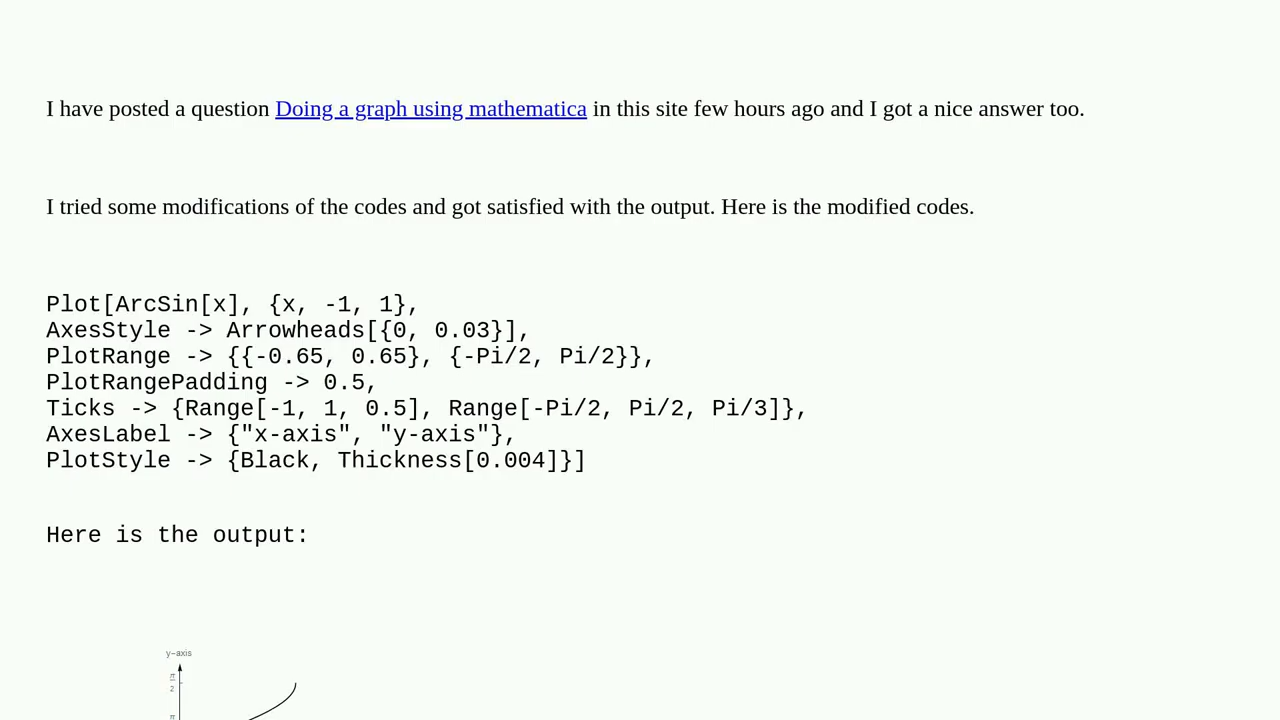 I have posted a question Doing a graph using mathematica in this site few hours ago and I got a nice answer too.
I tried some modifications of the codes and got satisfied with the output. Here is the modified codes.
Plot[ArcSin[x], {x, -1, 1},
AxesStyle -> Arrowheads[{0, 0.03}],
PlotRange -> {{-0.65, 0.65}, {-Pi/2, Pi/2}},
PlotRangePadding -> 0.5,
Ticks -> {Range[-1, 1, 0.5], Range[-Pi/2, Pi/2, Pi/3]},
AxesLabel -> {"x-axis", "y-axis"},
PlotStyle -> {Black, Thickness[0.004]}]
Here is the output:
y-axis
π
2
π